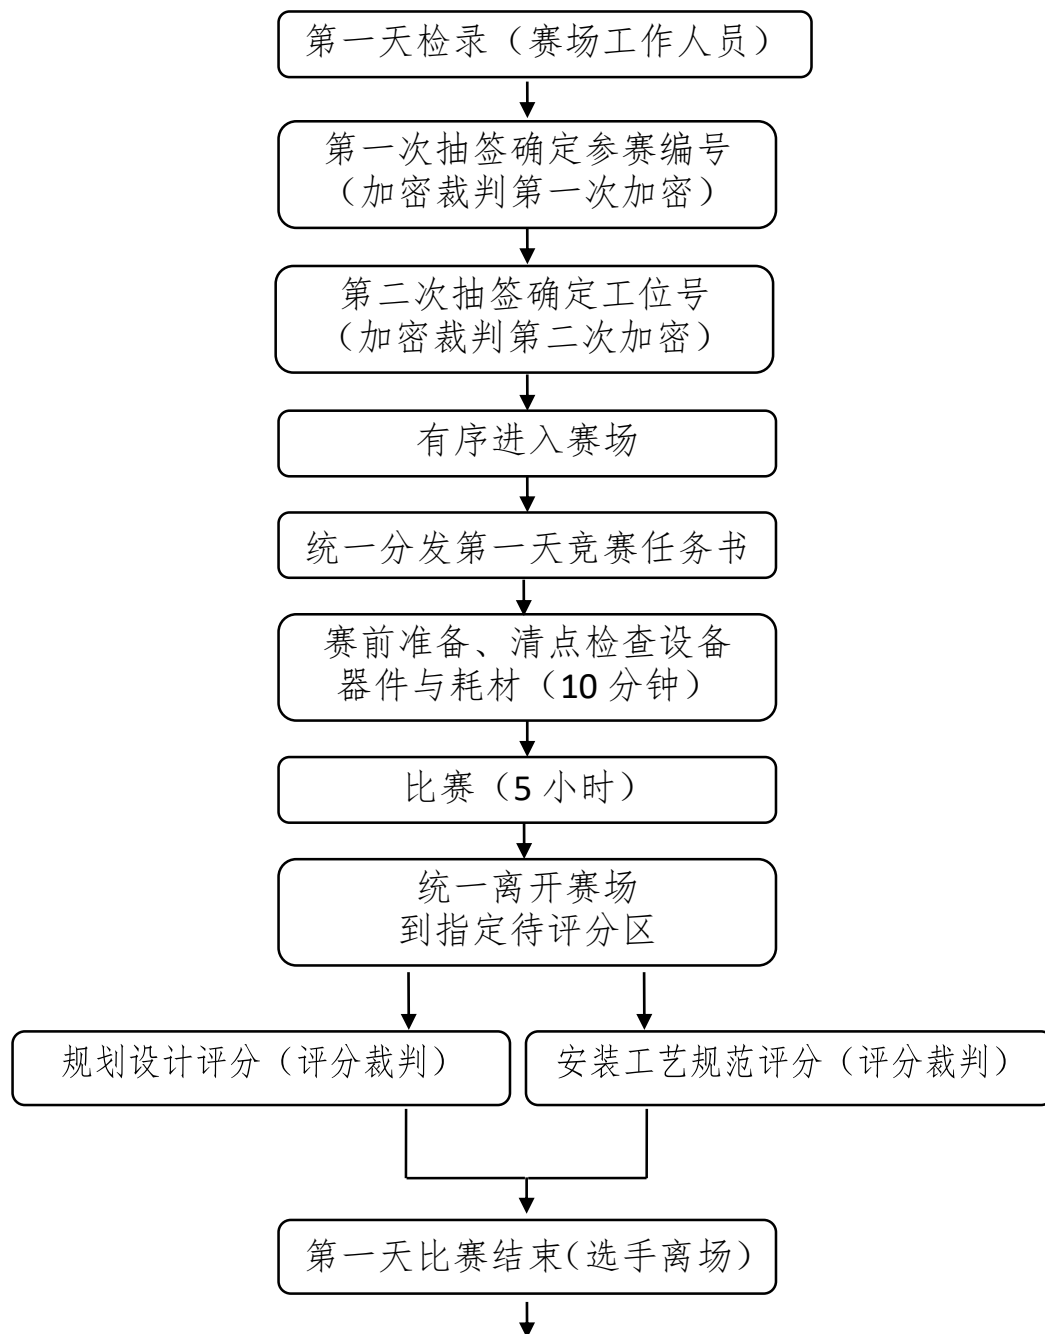 第一天检录（赛场工作人员）
第一次抽签确定参赛编号
（加密裁判第一次加密）
第二次抽签确定工位号
（加密裁判第二次加密）
有序进入赛场
统一分发第一天竞赛任务书
赛前准备、清点检查设备
器件与耗材（10 分钟）
比赛（5 小时）
统一离开赛场
到指定待评分区
规划设计评分（评分裁判）
安装工艺规范评分（评分裁判）
第一天比赛结束（选手离场）